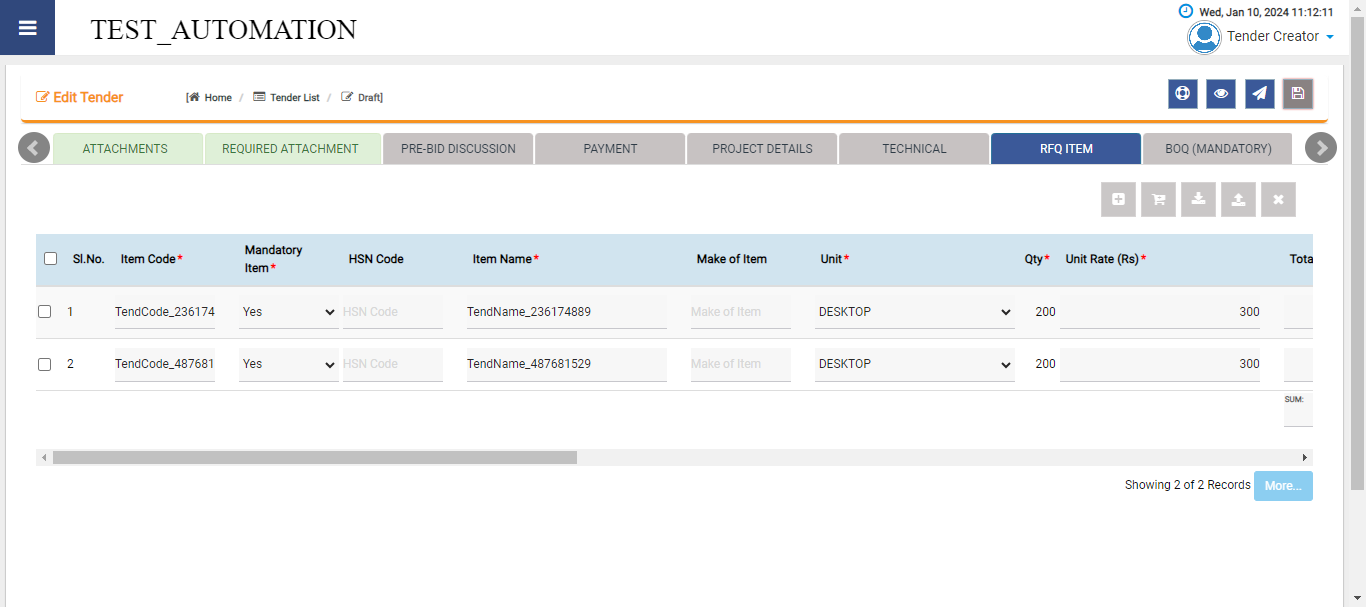 TEST_AUTOMATION
Wed, Jan 10, 2024 11:12:11
Tender Creator
Edit Tender
[ Home / Tender List / Draft]
ATTACHMENTS REQUIRED ATTACHMENT PRE-BID DISCUSSION PAYMENT PROJECT DETAILS TECHNICAL RFQ ITEM BOQ (MANDATORY)
Sl.No. Item Code* Mandatory Item* HSN Code Item Name* Make of Item Unit* Qty* Unit Rate (Rs)* Tota
1 TendCode_236174 Yes HSN Code TendName_236174889 Make of Item DESKTOP 200 300
2 TendCode_487681 Yes HSN Code TendName_487681529 Make of Item DESKTOP 200 300
SUM:
Showing 2 of 2 Records More...